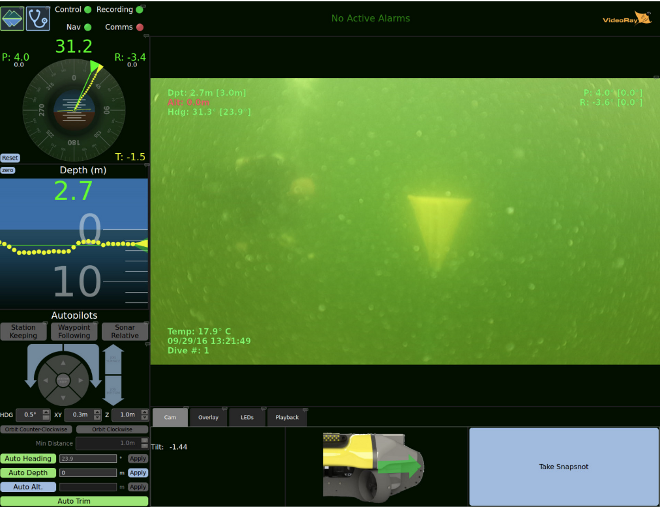 Control Recording
Nav Comms
No Active Alarms
VideoRay
31.2
P: 4.0 R: -3.4
0.0 0.0
0
270 90
180
Reset T: -1.5
zero Depth (m)
2.7
0
10
Dpt: 2.7m [3.0m]
Hdg: 31.3° [23.9°]
P: 4.0 [0.0°]
R: -3.6 [0.0°]
Temp: 17.9° C
09/29/16 13:21:49
Dive #: 1
Autopilots
Station Keeping
Waypoint Following
Sonar Relative
HDG 0.5° XY 0.3m Z 1.0m
Orbit Counter-Clockwise Orbit Clockwise
Min Distance 1.0m
Auto Heading 23.9 ° Apply
Auto Depth 0 m Apply
Auto Alt. m Apply
Auto Trim
Cam Overlay LEDs Playback
Tilt: -1.44
Take Snapshot